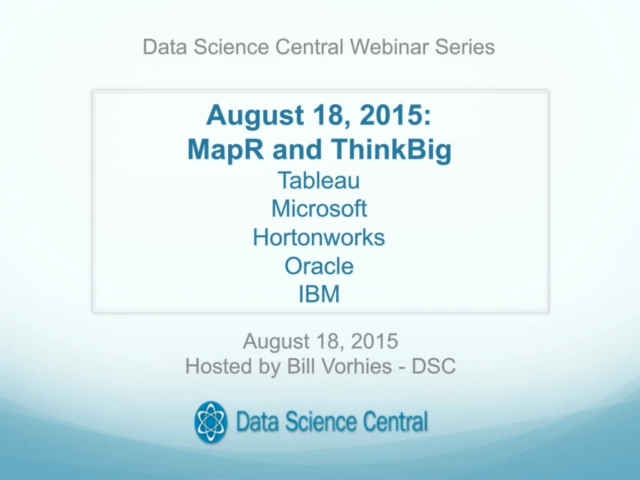 Data Science Central Webinar Series
August 18, 2015:
MapR and ThinkBig
Tableau
Microsoft
Hortonworks
Oracle
IBM
August 18, 2015
Hosted by Bill Vorhies - DSC
Data Science Central